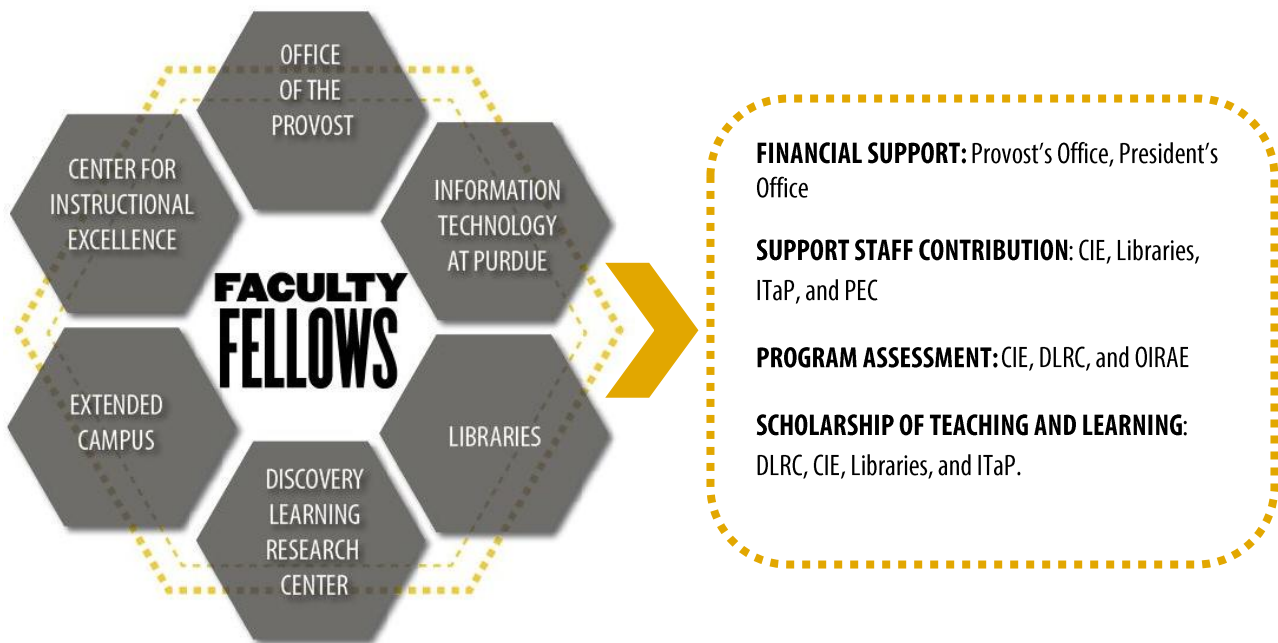 OFFICE
OF THE
PROVOST
CENTER FOR
INSTRUCTIONAL
EXCELLENCE
INFORMATION
TECHNOLOGY
AT PURDUE
FACULTY
FELLOWS
EXTENDED
CAMPUS
LIBRARIES
DISCOVERY
LEARNING
RESEARCH
CENTER
FINANCIAL SUPPORT: Provost’s Office, President’s
Office
SUPPORT STAFF CONTRIBUTION: CIE, Libraries,
ITaP, and PEC
PROGRAM ASSESSMENT: CIE, DLRC, and OIRAE
SCHOLARSHIP OF TEACHING AND LEARNING:
DLRC, CIE, Libraries, and ITaP.